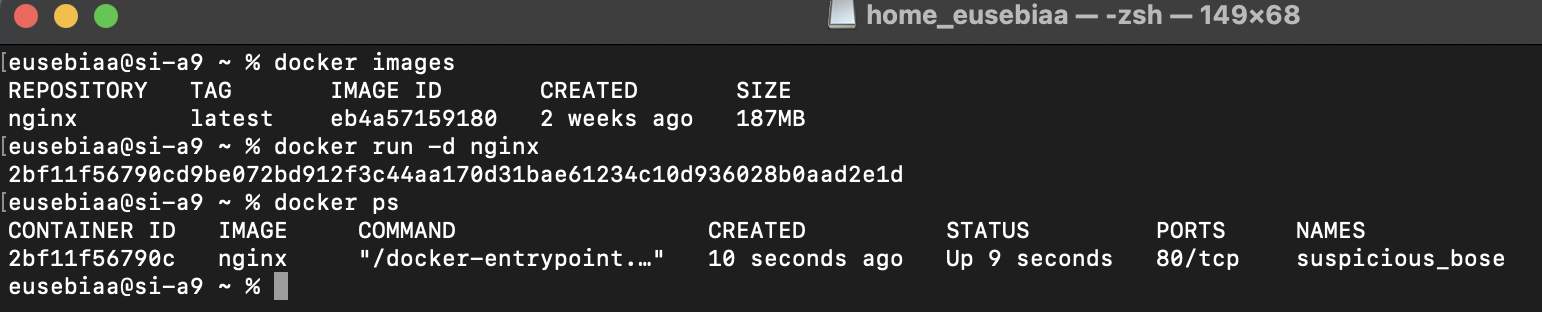 home_eusebiaa — -zsh — 149×68
[eusebiaa@si-a9 ~ % docker images
REPOSITORY   TAG       IMAGE ID       CREATED       SIZE
nginx        latest    eb4a57159180   2 weeks ago   187MB
[eusebiaa@si-a9 ~ % docker run -d nginx
2bf11f56790cd9be072bd912f3c44aa170d31bae61234c10d936028b0aad2e1d
[eusebiaa@si-a9 ~ % docker ps
CONTAINER ID   IMAGE     COMMAND                  CREATED          STATUS         PORTS     NAMES
2bf11f56790c   nginx     "/docker-entrypoint.…"   10 seconds ago   Up 9 seconds   80/tcp    suspicious_bose
eusebiaa@si-a9 ~ %